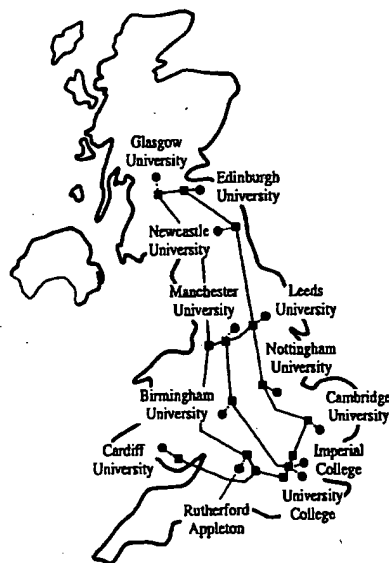 Glasgow
University
Edinburgh
University
Newcastle
University
Manchester
University
Leeds
University
Nottingham
University
Birmingham
University
Cambridge
University
Cardiff
University
Imperial
College
University
College
Rutherford
Appleton